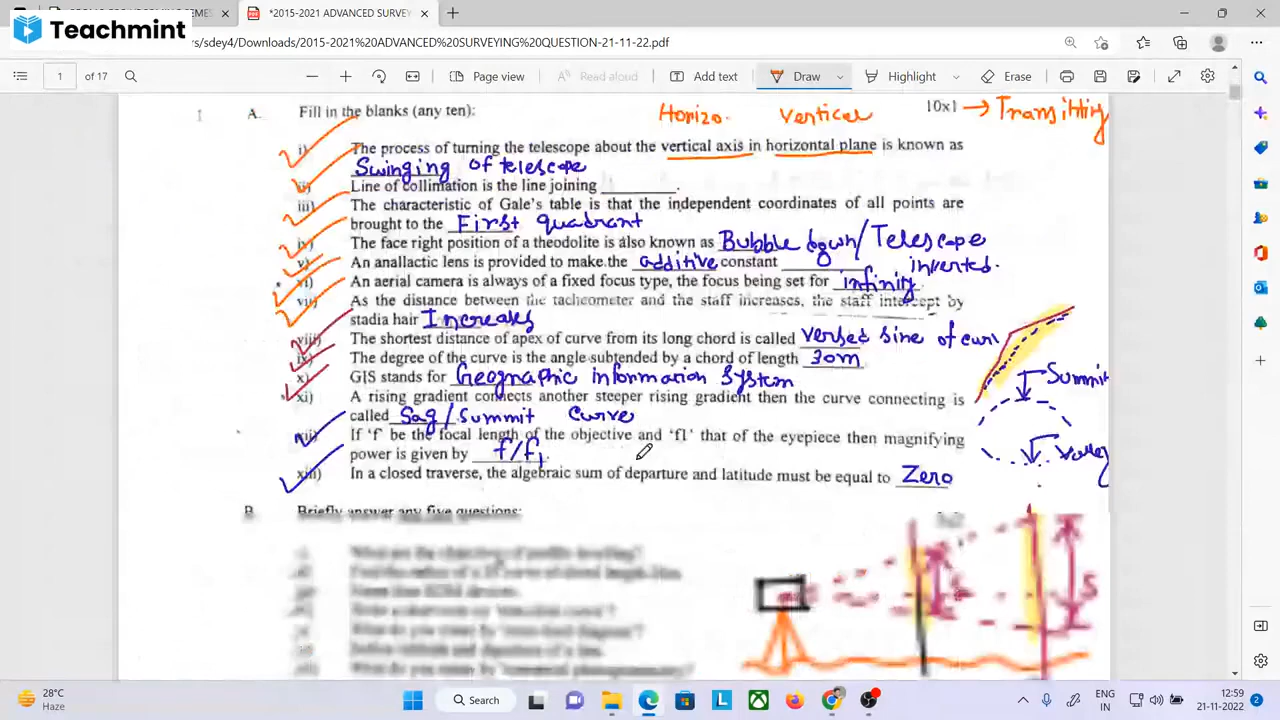 *2015-2021 ADVANCED SURVEY
Teachmint
rs/sdey4/Downloads/2015-2021%20ADVANCED%20SURVEYING%20QUESTION-21-11-22.pdf
1 of 17
Page view
Read aloud
Add text
Draw
Highlight
Erase
1 A. Fill in the blanks (any ten): Horizo. vertical 10x1 → Transitting
i) The process of turning the telescope about the vertical axis in horizontal plane is known as
Swinging of telescope
ii) Line of collimation is the line joining ________.
iii) The characteristic of Gale's table is that the independent coordinates of all points are
brought to the First quadrant
iv) The face right position of a theodolite is also known as Bubble down/Telescope
inverted.
v) An anallactic lens is provided to make the additive constant ________
vi) An aerial camera is always of a fixed focus type, the focus being set for infinity.
vii) As the distance between the tacheometer and the staff increases, the staff intercept by
stadia hair Increases
viii) The shortest distance of apex of curve from its long chord is called versed sine of curv
ix) The degree of the curve is the angle subtended by a chord of length 30m.
x) GIS stands for Geographic information System
xi) A rising gradient connects another steeper rising gradient then the curve connecting is
called Sag/Summit Curve
Summit
xii) If 'f' be the focal length of the objective and 'f1' that of the eyepiece then magnifying
power is given by f/f1.
Valley
xiii) In a closed traverse, the algebraic sum of departure and latitude must be equal to Zero
B. Briefly answer any five questions:
S
28°C
Haze
Search
ENG
IN
12:59
21-11-2022
2